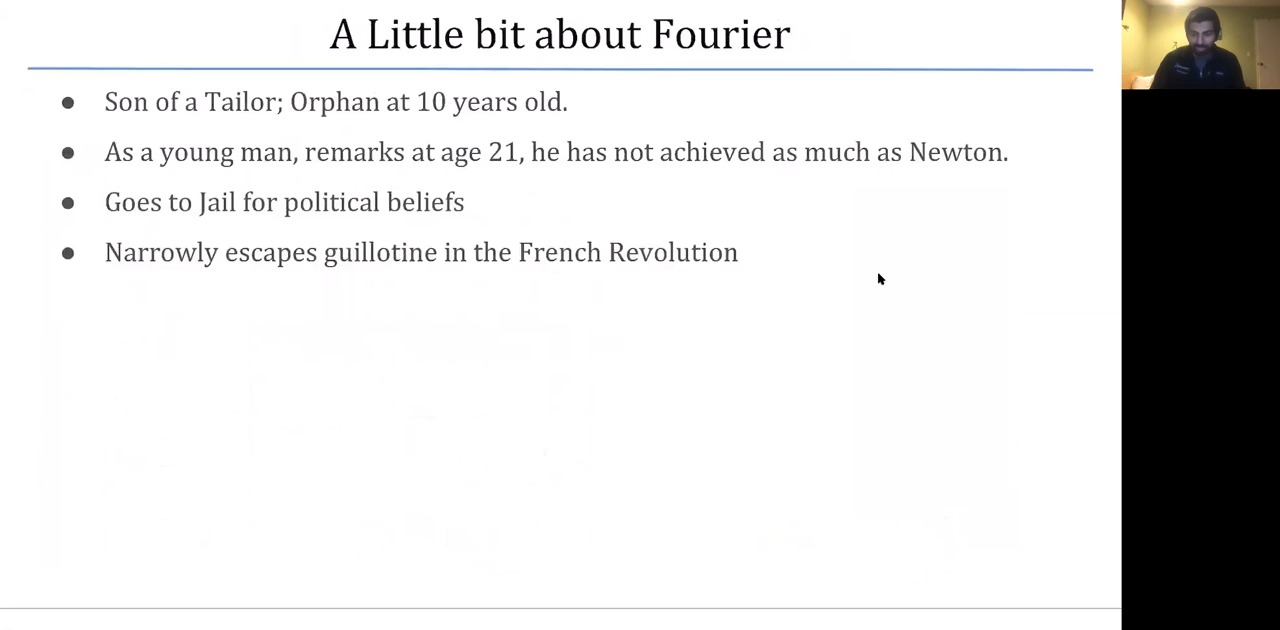 A Little bit about Fourier
● Son of a Tailor; Orphan at 10 years old.
● As a young man, remarks at age 21, he has not achieved as much as Newton.
● Goes to Jail for political beliefs
● Narrowly escapes guillotine in the French Revolution